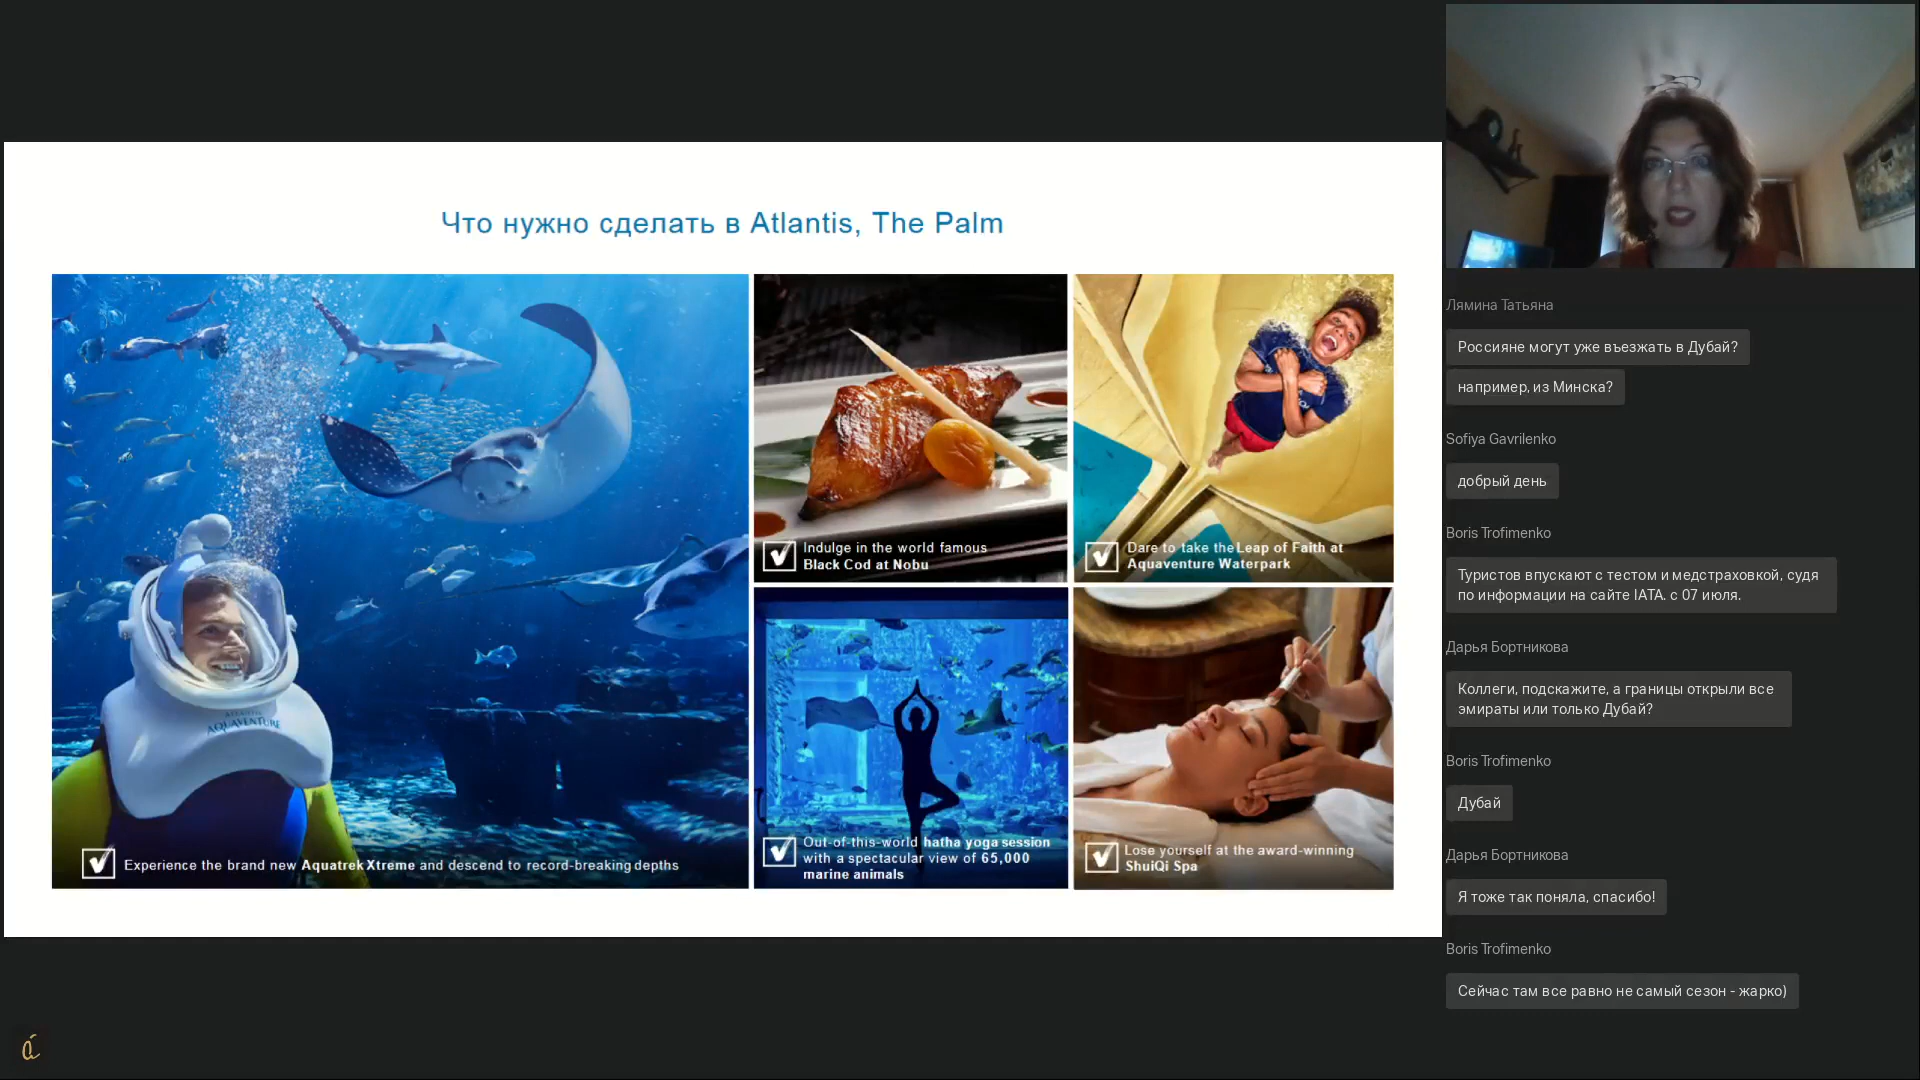 Что нужно сделать в Atlantis, The Palm
AQUAVENTURE
Experience the brand new Aquatrek Xtreme and descend to record-breaking depths
Indulge in the world famous
Black Cod at Nobu
Dare to take the Leap of Faith at
Aquaventure Waterpark
Out-of-this-world hatha yoga session
with a spectacular view of 65,000
marine animals
Lose yourself at the award-winning
ShuiQi Spa
Лямина Татьяна
Россияне могут уже въезжать в Дубай?
например, из Минска?
Sofiya Gavrilenko
добрый день
Boris Trofimenko
Туристов впускают с тестом и медстраховкой, судя
по информации на сайте IATA. с 07 июля.
Дарья Бортникова
Коллеги, подскажите, а границы открыли все
эмираты или только Дубай?
Boris Trofimenko
Дубай
Дарья Бортникова
Я тоже так поняла, спасибо!
Boris Trofimenko
Сейчас там все равно не самый сезон - жарко)
á